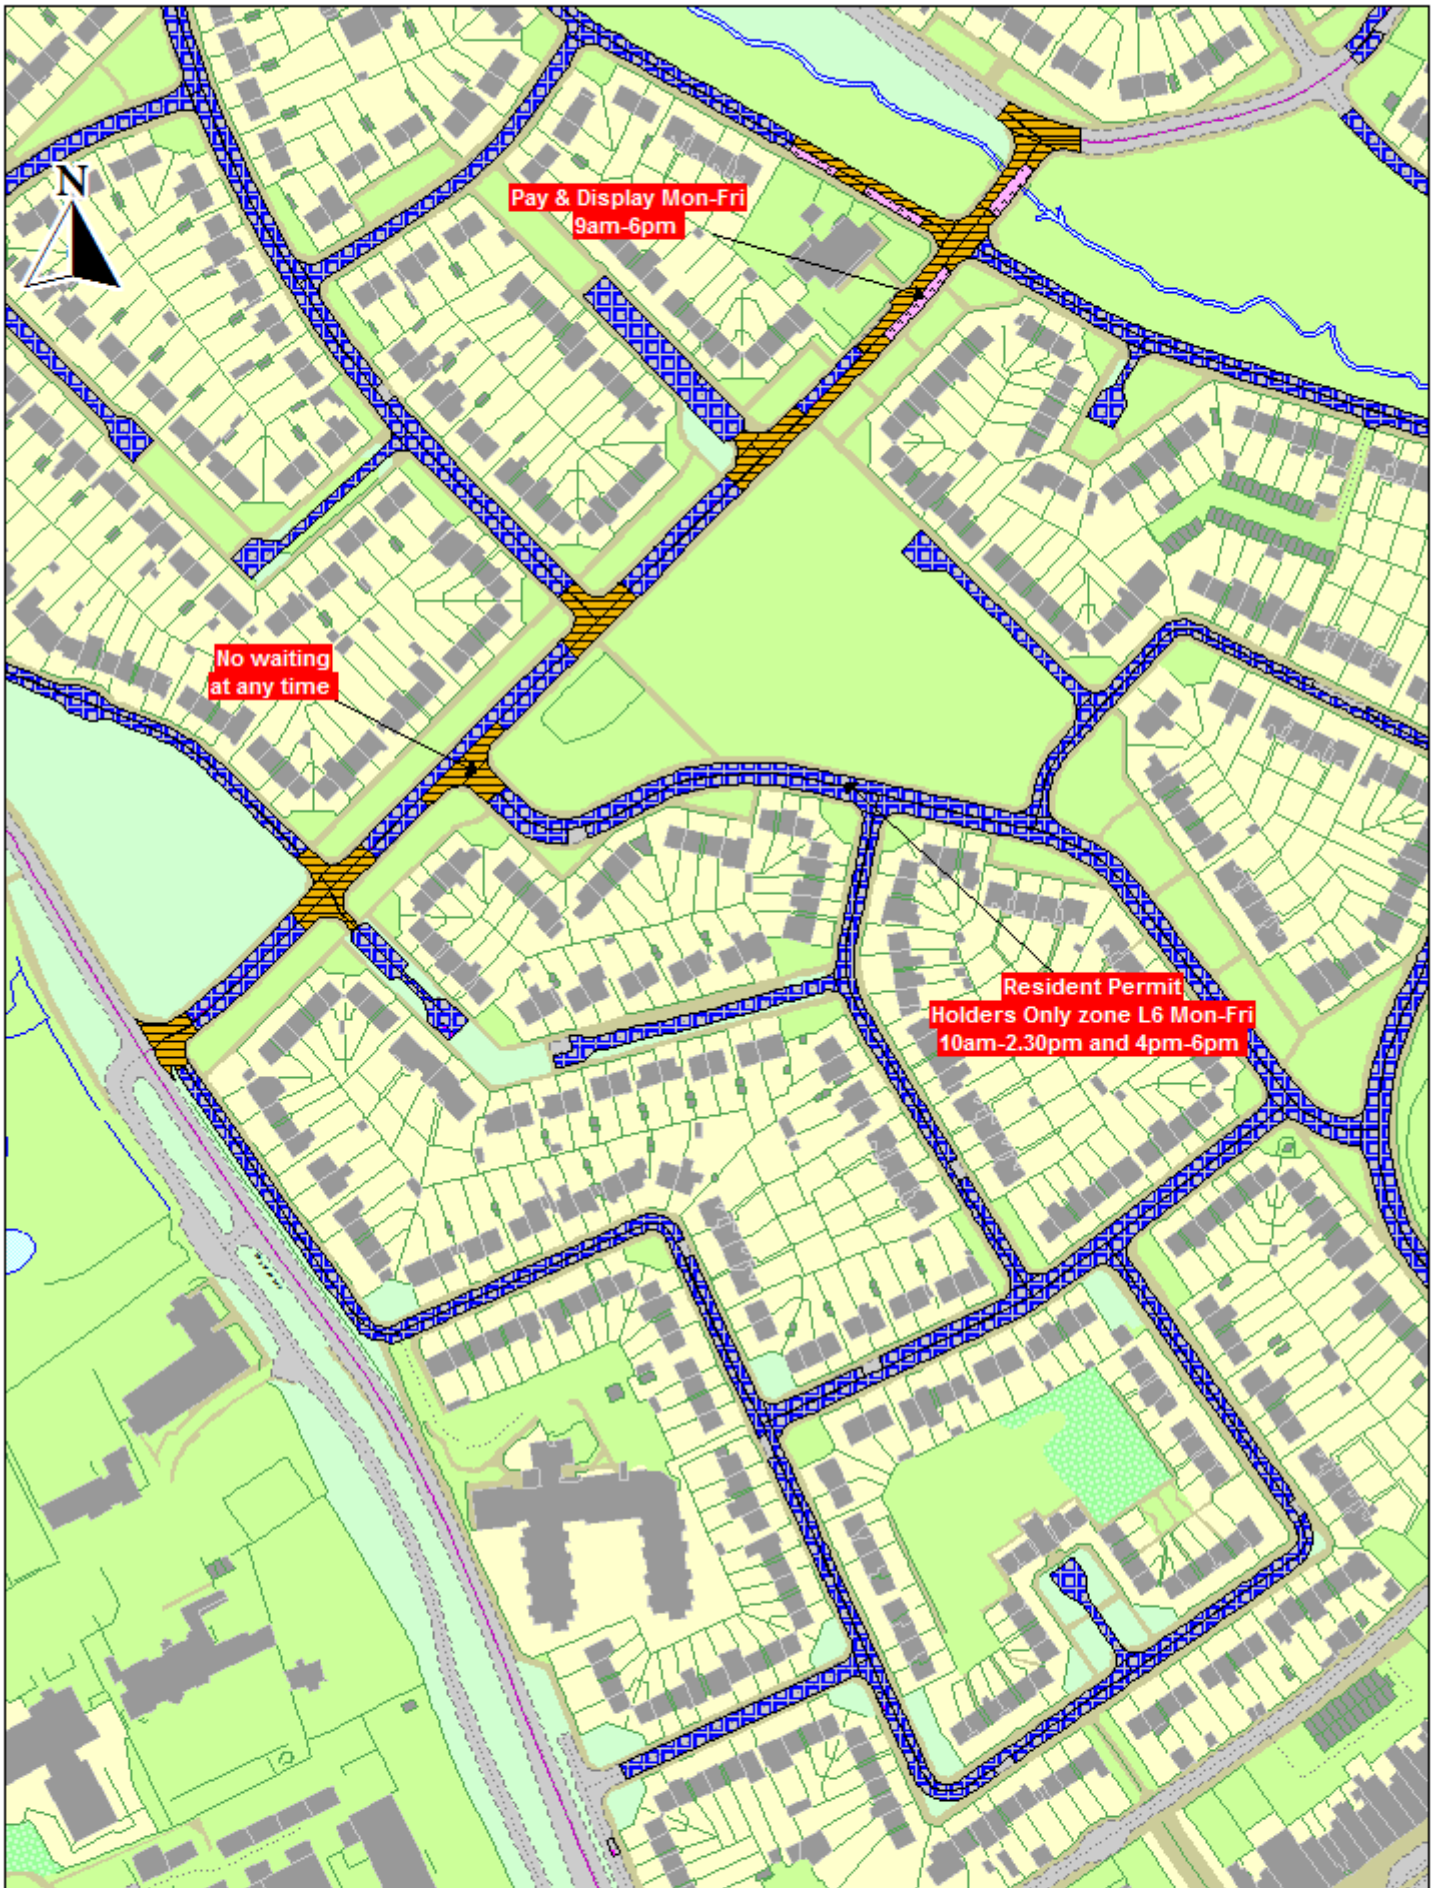 N
Pay & Display Mon-Fri
9am-6pm
No waiting
at any time
Resident Permit
Holders Only zone L6 Mon-Fri
10am-2.30pm and 4pm-6pm